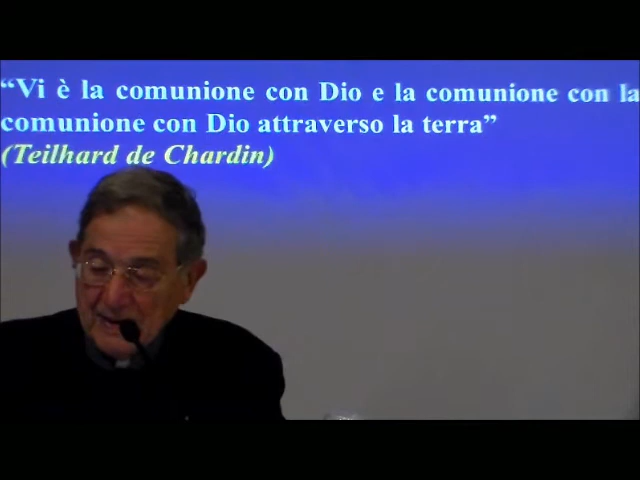 “Vi è la comunione con Dio e la comunione con la
comunione con Dio attraverso la terra”
(Teilhard de Chardin)